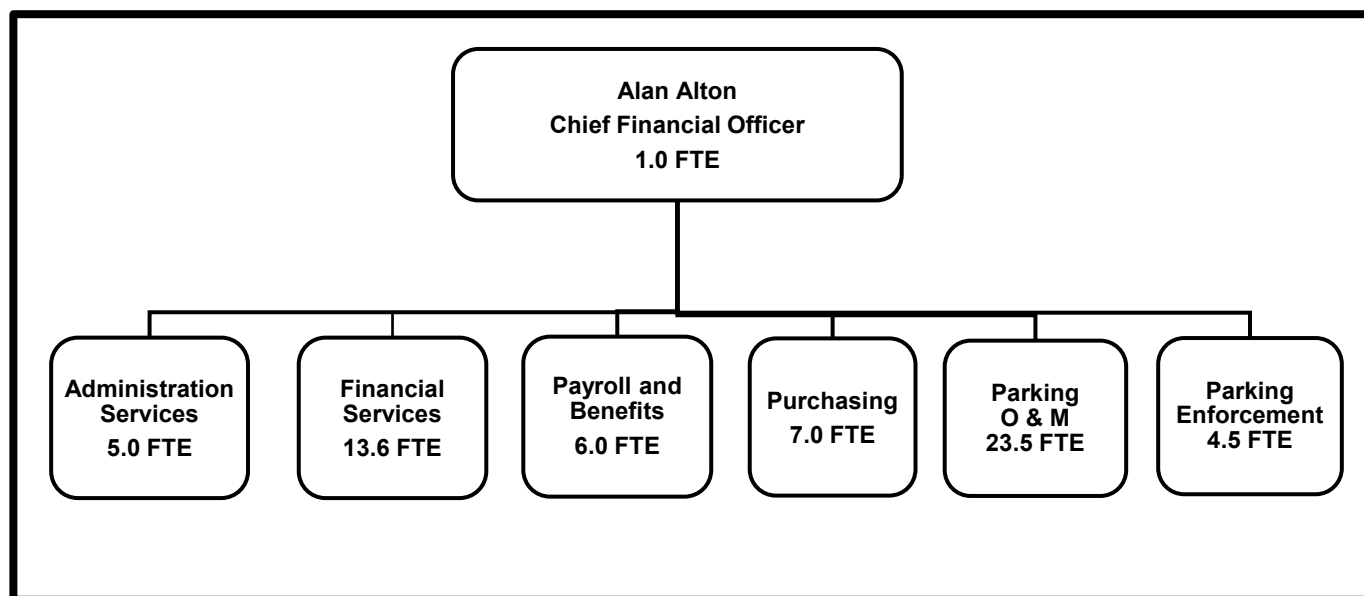 Alan Alton
Chief Financial Officer
1.0 FTE
Administration
Services
5.0 FTE
Financial
Services
13.6 FTE
Payroll and
Benefits
6.0 FTE
Purchasing
7.0 FTE
Parking
O & M
23.5 FTE
Parking
Enforcement
4.5 FTE